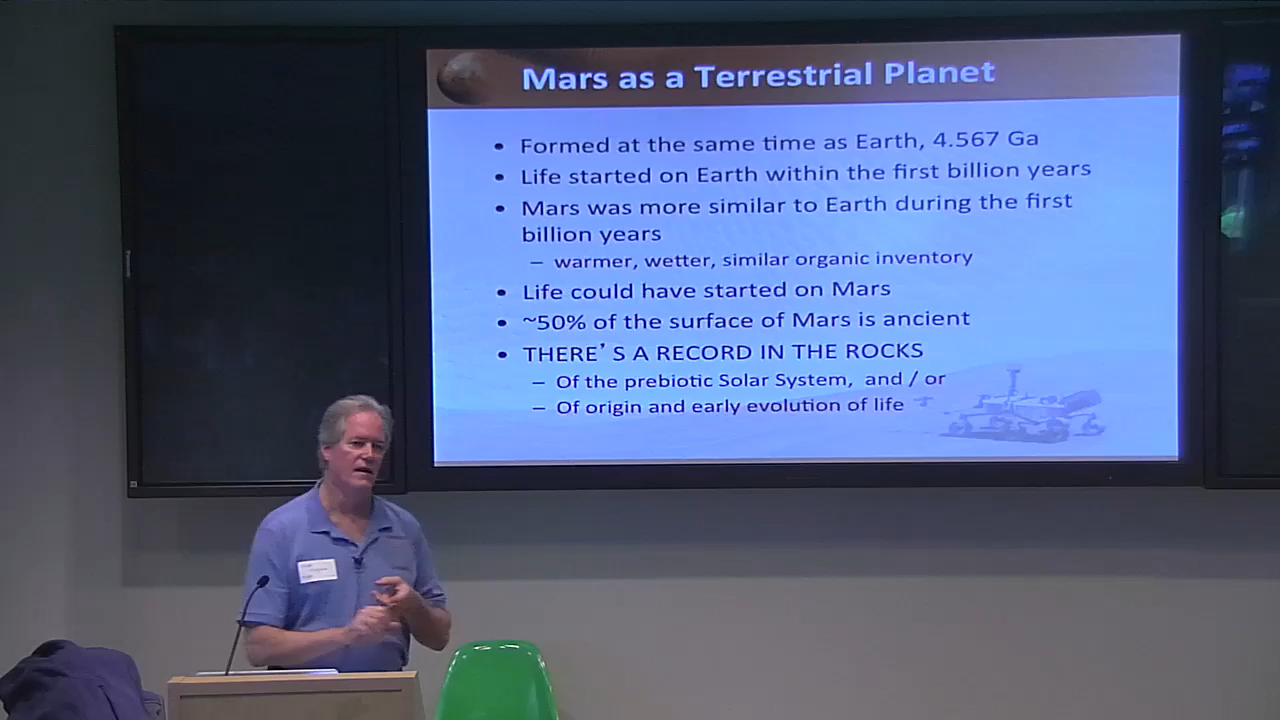 Mars as a Terrestrial Planet
• Formed at the same time as Earth, 4.567 Ga
• Life started on Earth within the first billion years
• Mars was more similar to Earth during the first
billion years
– warmer, wetter, similar organic inventory
• Life could have started on Mars
• ~50% of the surface of Mars is ancient
• THERE'S A RECORD IN THE ROCKS
– Of the prebiotic Solar System, and / or
– Of origin and early evolution of life